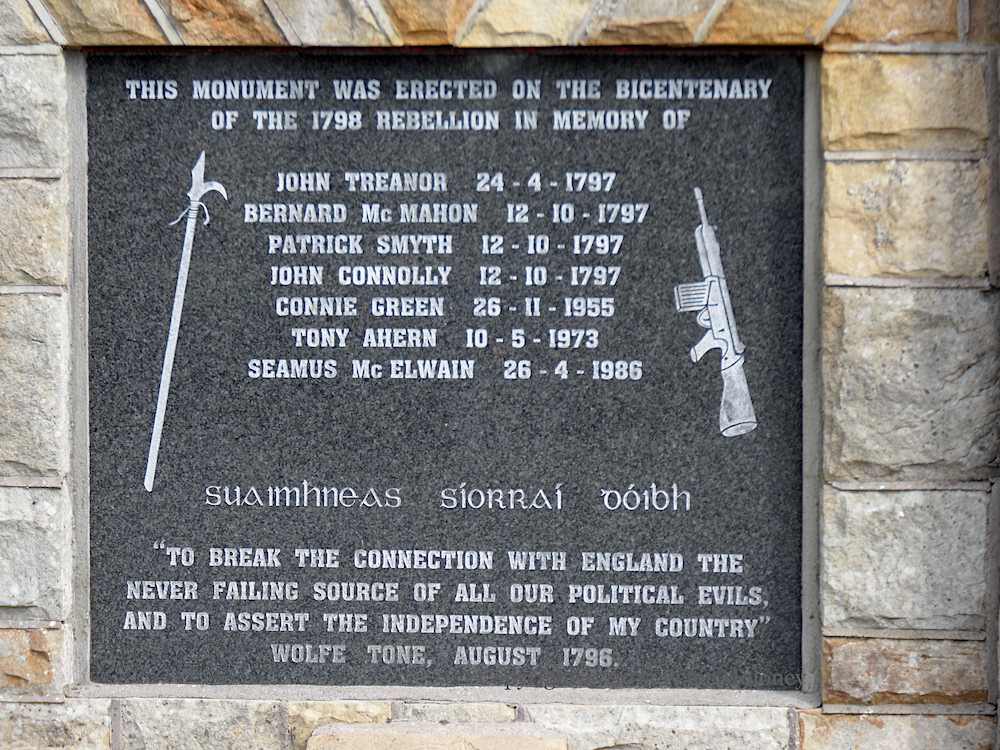 THIS MONUMENT WAS ERECTED ON THE BICENTENARY
OF THE 1798 REBELLION IN MEMORY OF
JOHN TREANOR 24 - 4 - 1797
BERNARD Mc MAHON 12 - 10 - 1797
PATRICK SMYTH 12 - 10 - 1797
JOHN CONNOLLY 12 - 10 - 1797
CONNIE GREEN 26 - 11 - 1955
TONY AHERN 10 - 5 - 1973
SEAMUS Mc ELWAIN 26 - 4 - 1986
suaimhneas síorraí dóibh
"TO BREAK THE CONNECTION WITH ENGLAND THE
NEVER FAILING SOURCE OF ALL OUR POLITICAL EVILS,
AND TO ASSERT THE INDEPENDENCE OF MY COUNTRY"
WOLFE TONE, AUGUST 1796.